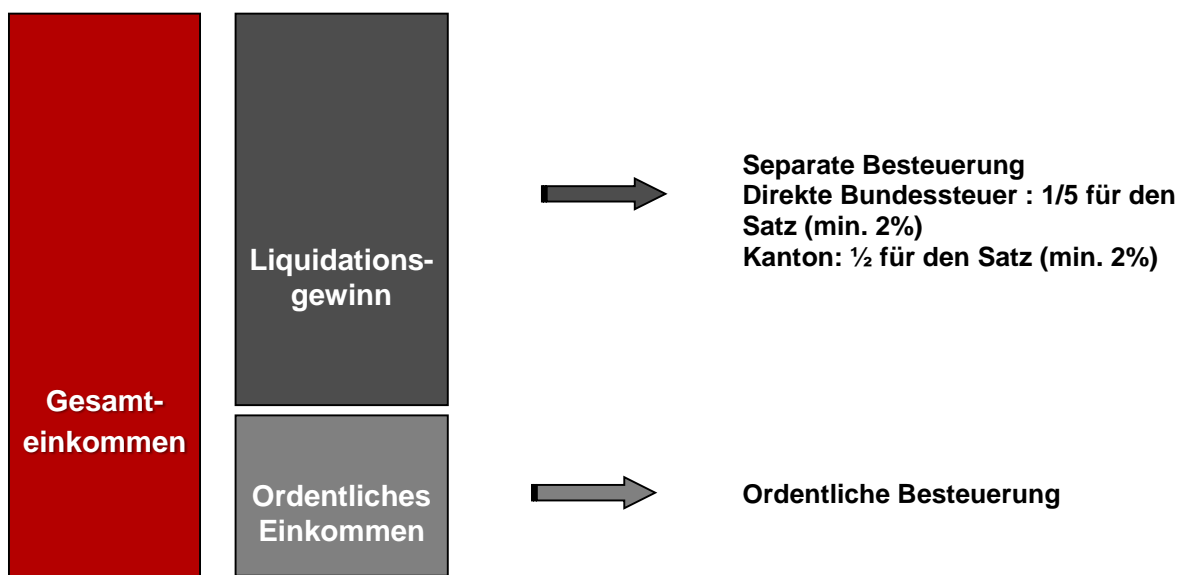 Gesamt-
einkommen
Liquidations-
gewinn
Separate Besteuerung
Direkte Bundessteuer : 1/5 für den
Satz (min. 2%)
Kanton: ½ für den Satz (min. 2%)
Ordentliches
Einkommen
Ordentliche Besteuerung